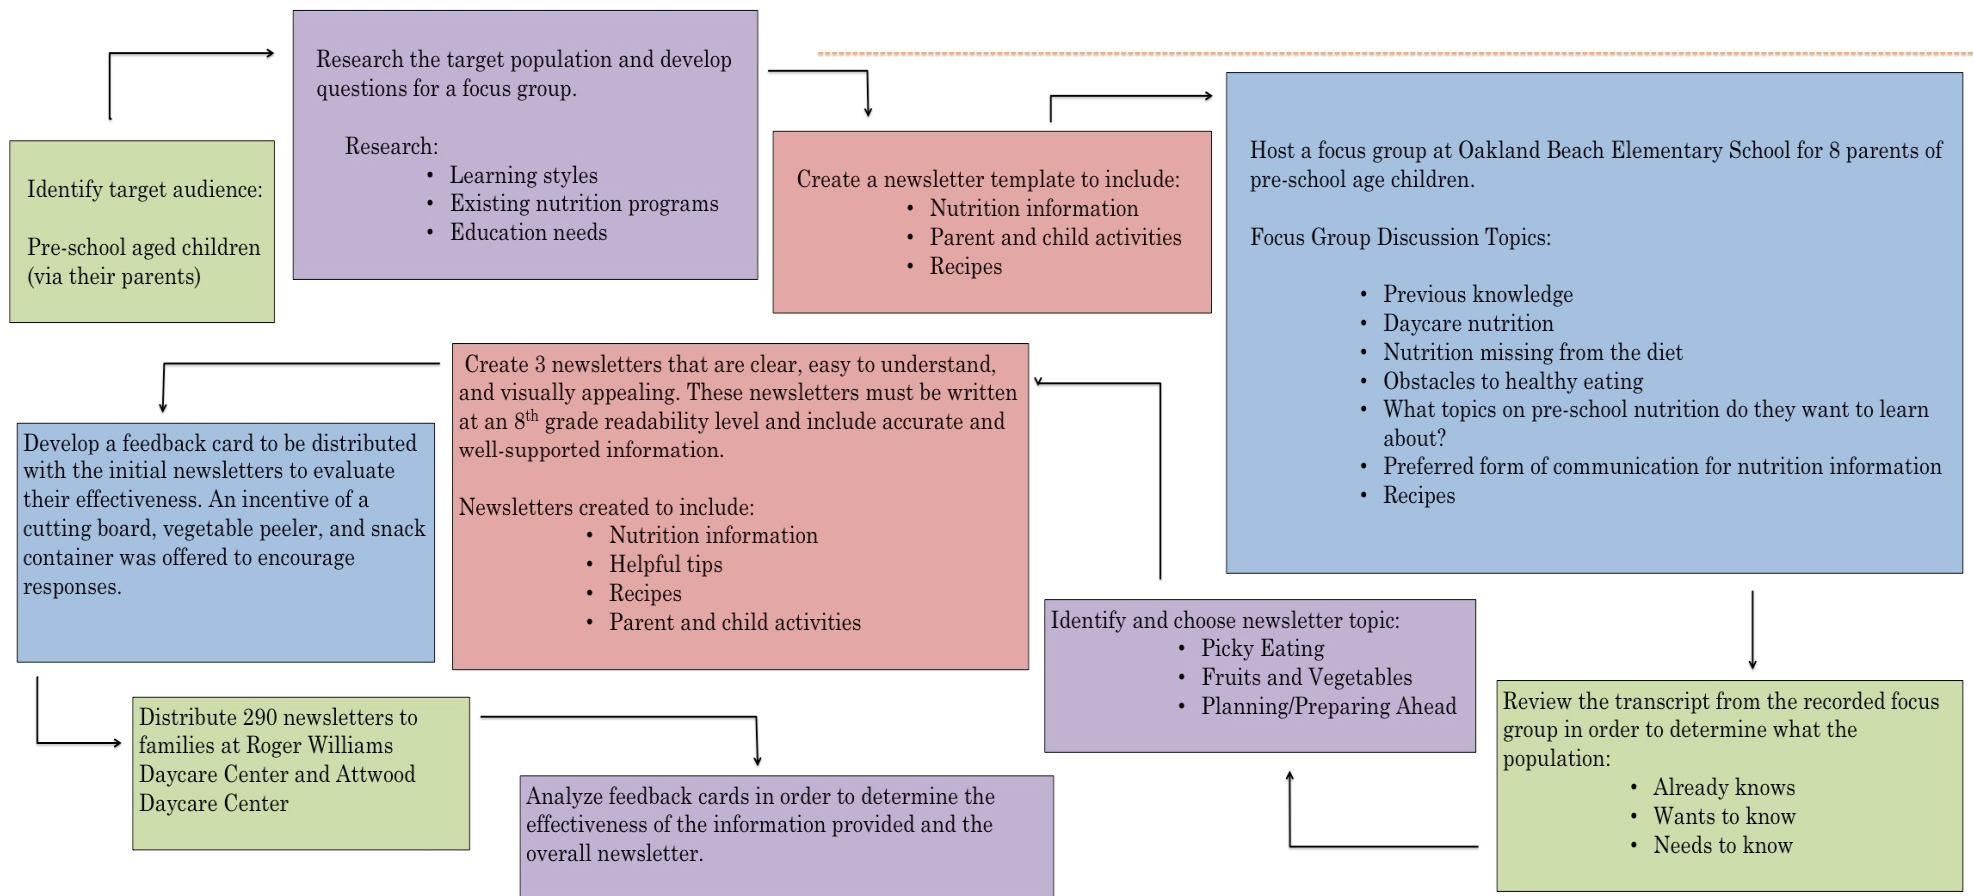 Identify target audience:
Pre-school aged children
(via their parents)
Research the target population and develop
questions for a focus group.
Research:
• Learning styles
• Existing nutrition programs
• Education needs
Create a newsletter template to include:
• Nutrition information
• Parent and child activities
• Recipes
Host a focus group at Oakland Beach Elementary School for 8 parents of
pre-school age children.
Focus Group Discussion Topics:
• Previous knowledge
• Daycare nutrition
• Nutrition missing from the diet
• Obstacles to healthy eating
• What topics on pre-school nutrition do they want to learn
about?
• Preferred form of communication for nutrition information
• Recipes
Review the transcript from the recorded focus
group in order to determine what the
population:
• Already knows
• Wants to know
• Needs to know
Identify and choose newsletter topic:
• Picky Eating
• Fruits and Vegetables
• Planning/Preparing Ahead
Create 3 newsletters that are clear, easy to understand,
and visually appealing. These newsletters must be written
at an 8th grade readability level and include accurate and
well-supported information.
Newsletters created to include:
• Nutrition information
• Helpful tips
• Recipes
• Parent and child activities
Develop a feedback card to be distributed
with the initial newsletters to evaluate
their effectiveness. An incentive of a
cutting board, vegetable peeler, and snack
container was offered to encourage
responses.
Distribute 290 newsletters to
families at Roger Williams
Daycare Center and Attwood
Daycare Center
Analyze feedback cards in order to determine the
effectiveness of the information provided and the
overall newsletter.